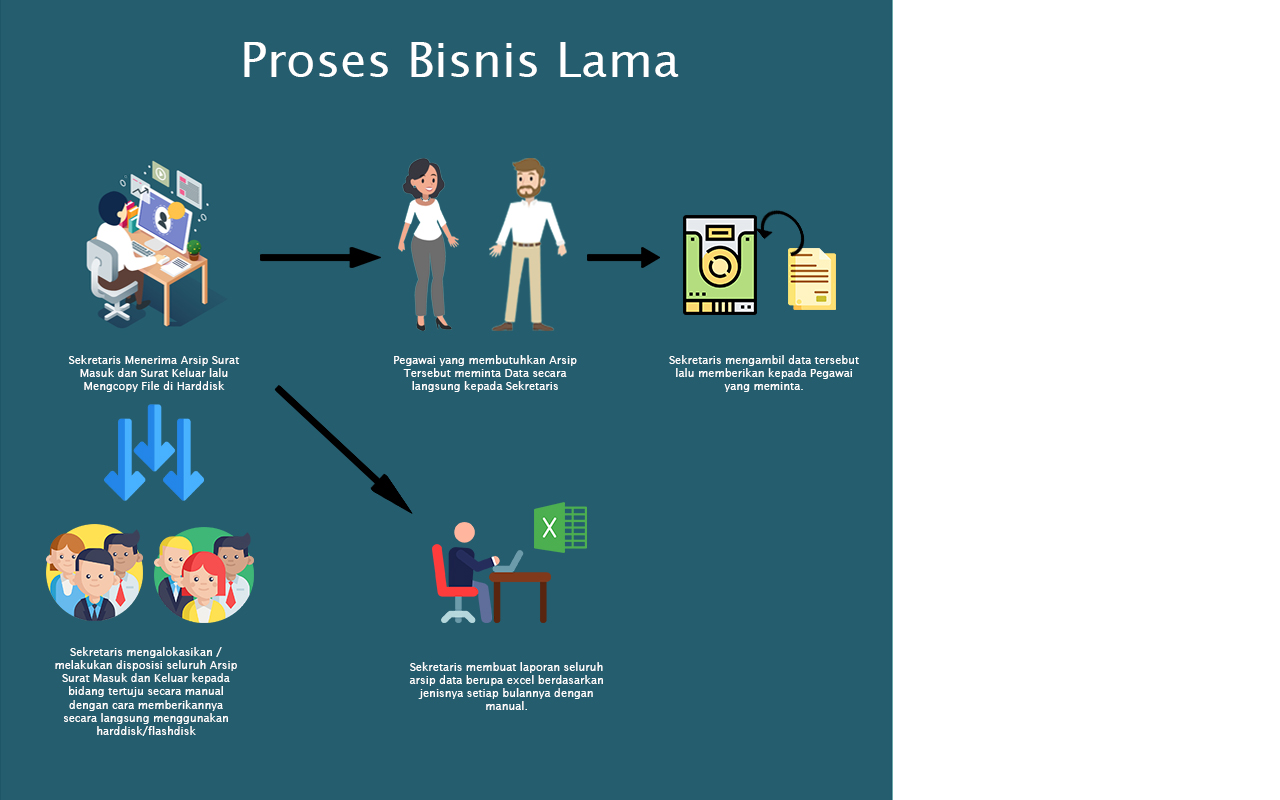 Proses Bisnis Lama
Sekretaris Menerima Arsip Surat
Masuk dan Surat Keluar lalu
Mengcopy File di Harddisk
Pegawai yang membutuhkan Arsip
Tersebut meminta Data secara
langsung kepada Sekretaris
Sekretaris mengambil data tersebut
lalu memberikan kepada Pegawai
yang meminta.
X
Sekretaris mengalokasikan /
melakukan disposisi seluruh Arsip
Surat Masuk dan Keluar kepada
bidang tertuju secara manual
dengan cara memberikannya
secara langsung menggunakan
harddisk/flashdisk
Sekretaris membuat laporan seluruh
arsip data berupa excel berdasarkan
jenisnya setiap bulannya dengan
manual.